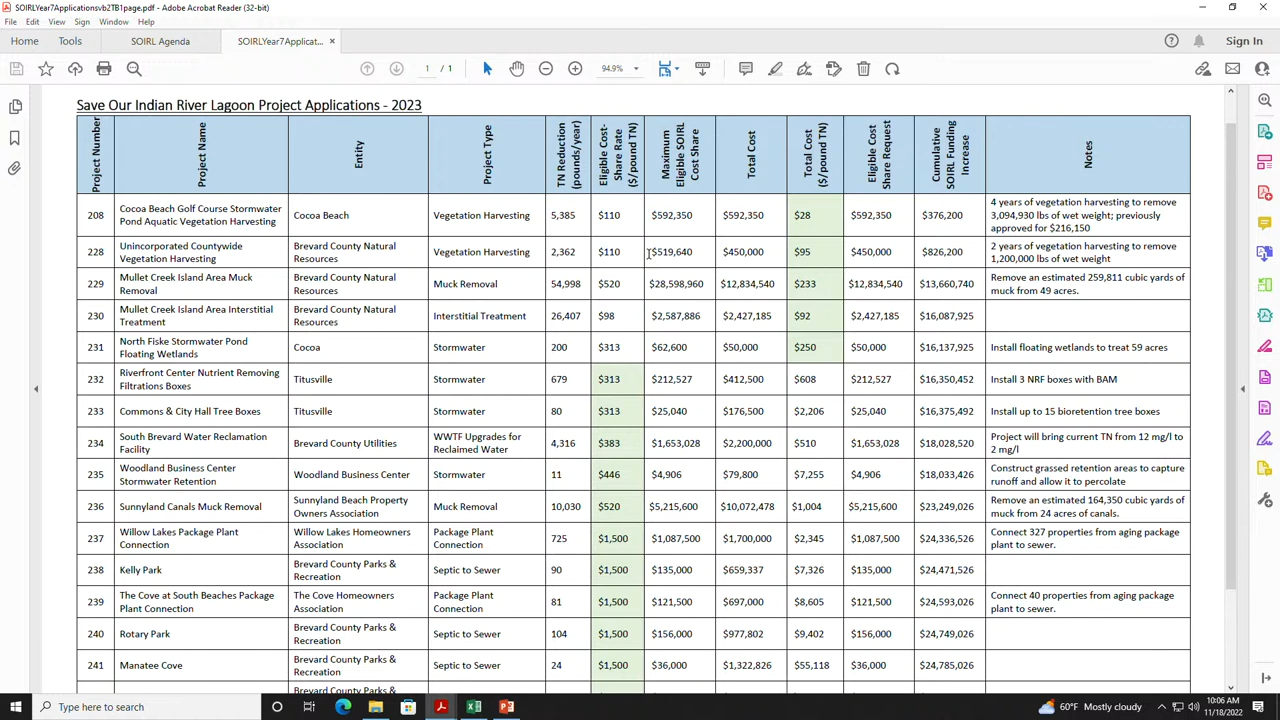 SOIRLYear7Applicationsvb2TB1page.pdf - Adobe Acrobat Reader (32-bit)
File Edit View Sign Window Help
Home Tools SOIRL Agenda SOIRLYear7Applicat... × Sign In
1 / 1 94.9%
Save Our Indian River Lagoon Project Applications - 2023
Project Number
Project Name
Entity
Project Type
TN Reduction (pounds/year)
Eligible Cost-Share Rate ($/pound TN)
Maximum Eligible SOIRL Cost Share
Total Cost
Total Cost ($/pound TN)
Eligible Cost Share Request
Cumulative SOIRL Funding Increase
Notes
208 Cocoa Beach Golf Course Stormwater Pond Aquatic Vegetation Harvesting Cocoa Beach Vegetation Harvesting 5,385 $110 $592,350 $592,350 $28 $592,350 $376,200 4 years of vegetation harvesting to remove 3,094,930 lbs of wet weight; previously approved for $216,150
228 Unincorporated Countywide Vegetation Harvesting Brevard County Natural Resources Vegetation Harvesting 2,362 $110 $519,640 $450,000 $95 $450,000 $826,200 2 years of vegetation harvesting to remove 1,200,000 lbs of wet weight
229 Mullet Creek Island Area Muck Removal Brevard County Natural Resources Muck Removal 54,998 $520 $28,598,960 $12,834,540 $233 $12,834,540 $13,660,740 Remove an estimated 259,811 cubic yards of muck from 49 acres.
230 Mullet Creek Island Area Interstitial Treatment Brevard County Natural Resources Interstitial Treatment 26,407 $98 $2,587,886 $2,427,185 $92 $2,427,185 $16,087,925
231 North Fiske Stormwater Pond Floating Wetlands Cocoa Stormwater 200 $313 $62,600 $50,000 $250 $50,000 $16,137,925 Install floating wetlands to treat 59 acres
232 Riverfront Center Nutrient Removing Filtrations Boxes Titusville Stormwater 679 $313 $212,527 $412,500 $608 $212,527 $16,350,452 Install 3 NRF boxes with BAM
233 Commons & City Hall Tree Boxes Titusville Stormwater 80 $313 $25,040 $176,500 $2,206 $25,040 $16,375,492 Install up to 15 bioretention tree boxes
234 South Brevard Water Reclamation Facility Brevard County Utilities WWTF Upgrades for Reclaimed Water 4,316 $383 $1,653,028 $2,200,000 $510 $1,653,028 $18,028,520 Project will bring current TN from 12 mg/l to 2 mg/l
235 Woodland Business Center Stormwater Retention Woodland Business Center Stormwater 11 $446 $4,906 $79,800 $7,255 $4,906 $18,033,426 Construct grassed retention areas to capture runoff and allow it to percolate
236 Sunnyland Canals Muck Removal Sunnyland Beach Property Owners Association Muck Removal 10,030 $520 $5,215,600 $10,072,478 $1,004 $5,215,600 $23,249,026 Remove an estimated 164,350 cubic yards of muck from 24 acres of canals.
237 Willow Lakes Package Plant Connection Willow Lakes Homeowners Association Package Plant Connection 725 $1,500 $1,087,500 $1,700,000 $2,345 $1,087,500 $24,336,526 Connect 327 properties from aging package plant to sewer.
238 Kelly Park Brevard County Parks & Recreation Septic to Sewer 90 $1,500 $135,000 $659,337 $7,326 $135,000 $24,471,526
239 The Cove at South Beaches Package Plant Connection The Cove Homeowners Association Package Plant Connection 81 $1,500 $121,500 $697,000 $8,605 $121,500 $24,593,026 Connect 40 properties from aging package plant to sewer.
240 Rotary Park Brevard County Parks & Recreation Septic to Sewer 104 $1,500 $156,000 $977,802 $9,402 $156,000 $24,749,026
241 Manatee Cove Brevard County Parks & Recreation Septic to Sewer 24 $1,500 $36,000 $1,322,826 $55,118 $36,000 $24,785,026
Brevard County Parks &
Type here to search 60°F Mostly cloudy 10:06 AM
11/18/2022